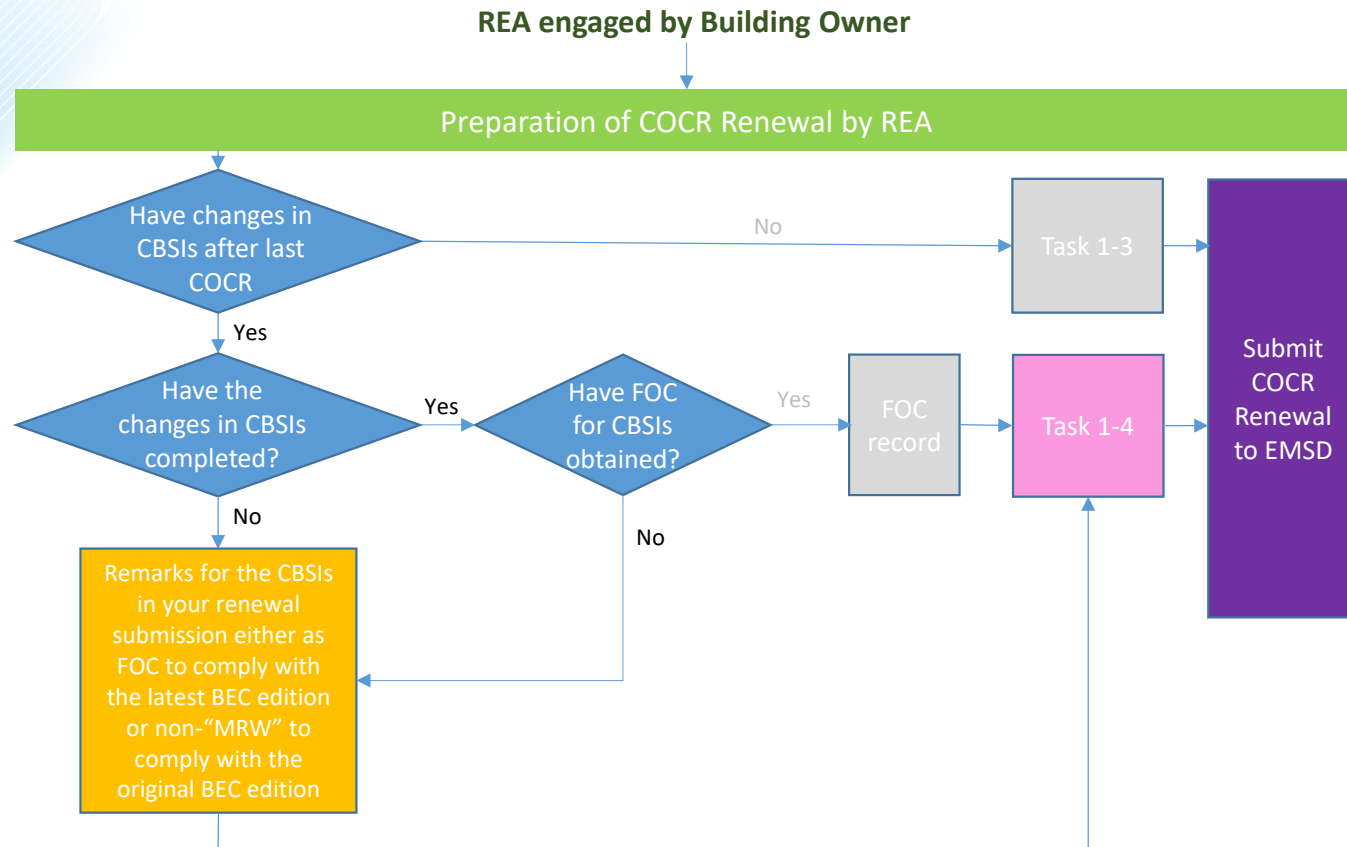 REA engaged by Building Owner
Preparation of COCR Renewal by REA
Have changes in
CBSIs after last
COCR
No
Task 1-3
Yes
Submit
COCR
Renewal
to EMSD
Have the
changes in CBSIs
completed?
Yes
Have FOC
for CBSIs
obtained?
Yes
FOC
record
Task 1-4
No
No
Remarks for the CBSIs
in your renewal
submission either as
FOC to comply with
the latest BEC edition
or non-“MRW” to
comply with the
original BEC edition